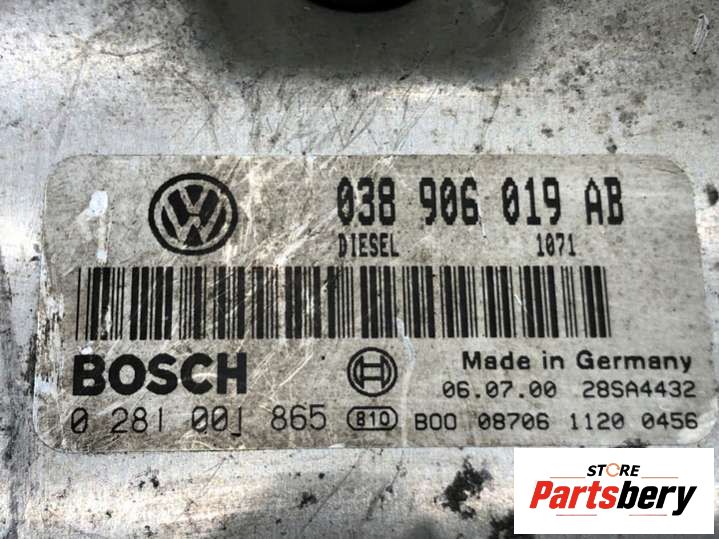 038 906 019 AB
DIESEL 1071
BOSCH Made in Germany
06.07.00 28SA4432
0 281 001 865 810 B00 08706 1120 0456
STORE
Partsbery